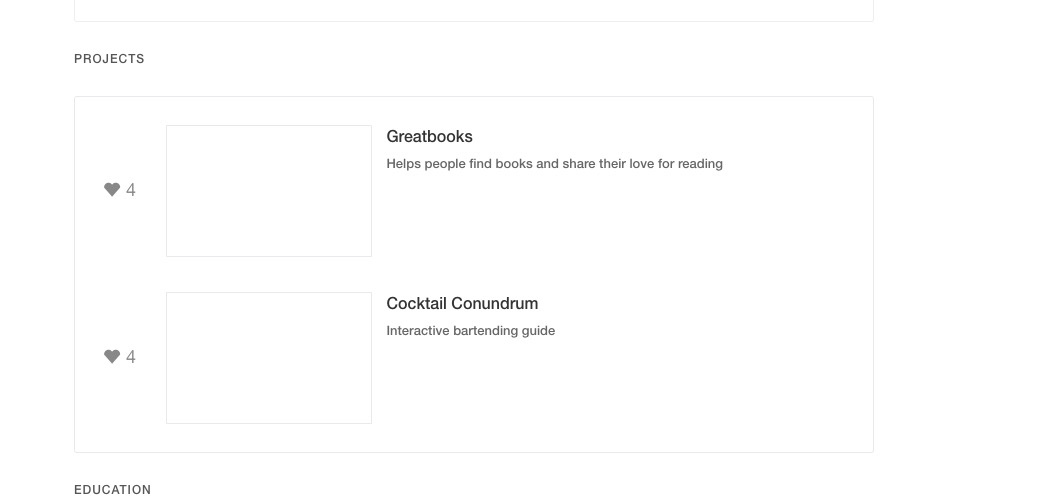 PROJECTS
4
Greatbooks
Helps people find books and share their love for reading
4
Cocktail Conundrum
Interactive bartending guide
EDUCATION